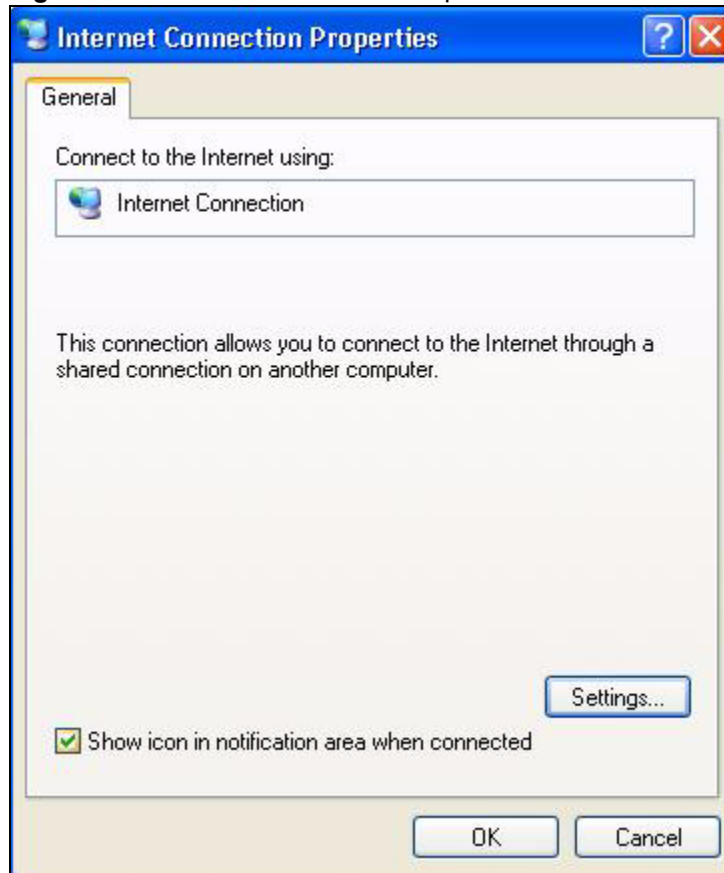 Internet Connection Properties
General
Connect to the Internet using:
Internet Connection
This connection allows you to connect to the Internet through a
shared connection on another computer.
Settings...
Show icon in notification area when connected
OK
Cancel